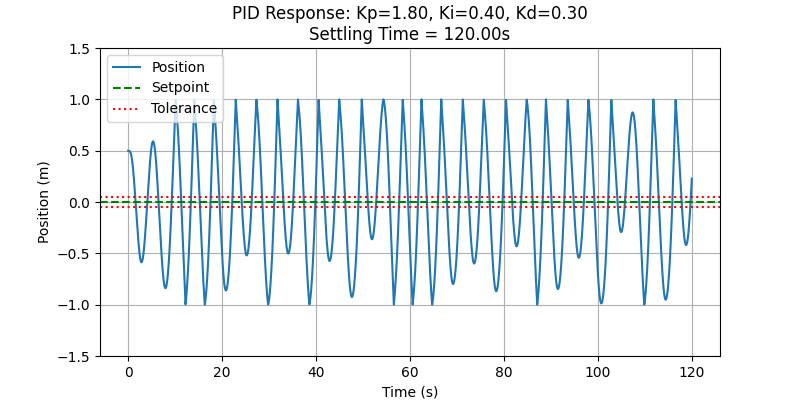 PID Response: Kp=1.80, Ki=0.40, Kd=0.30
Settling Time = 120.00s
Position
Setpoint
Tolerance
1.5
1.0
0.5
0.0
−0.5
−1.0
−1.5
Position (m)
0
20
40
60
80
100
120
Time (s)